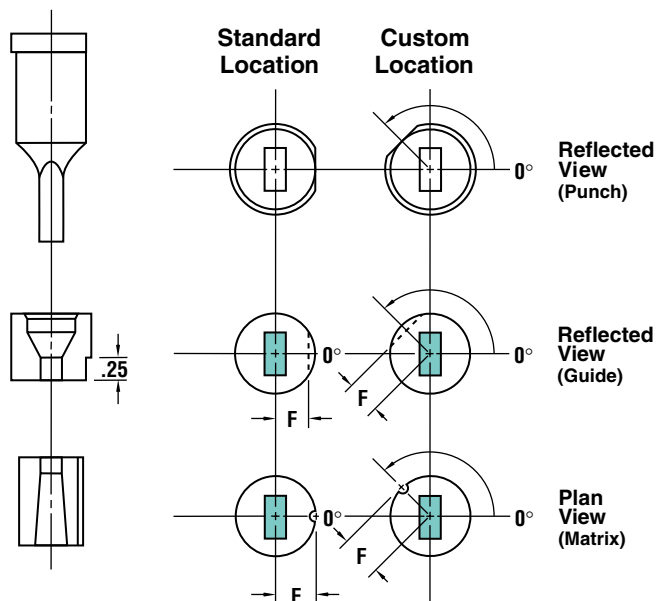 Standard
Location
Custom
Location
0°
Reflected
View
(Punch)
.25
0°
F
F
0°
Reflected
View
(Guide)
0°
F
F
0°
Plan
View
(Matrix)